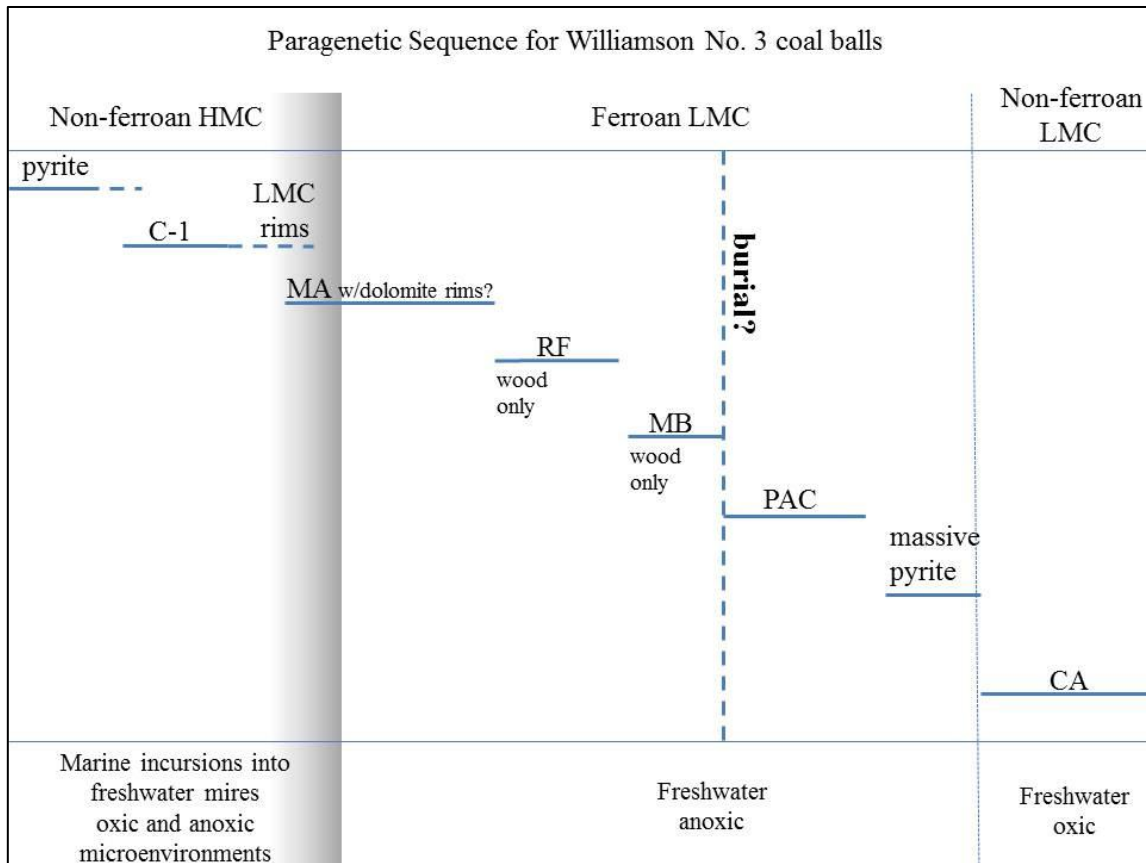 Paragenetic Sequence for Williamson No. 3 coal balls
Non-ferroan HMC
Ferroan LMC
Non-ferroan
LMC
pyrite
C-1
LMC
rims
MA w/dolomite rims?
RF
wood
only
MB
wood
only
burial?
PAC
massive
pyrite
CA
Marine incursions into
freshwater mires
oxic and anoxic
microenvironments
Freshwater
anoxic
Freshwater
oxic